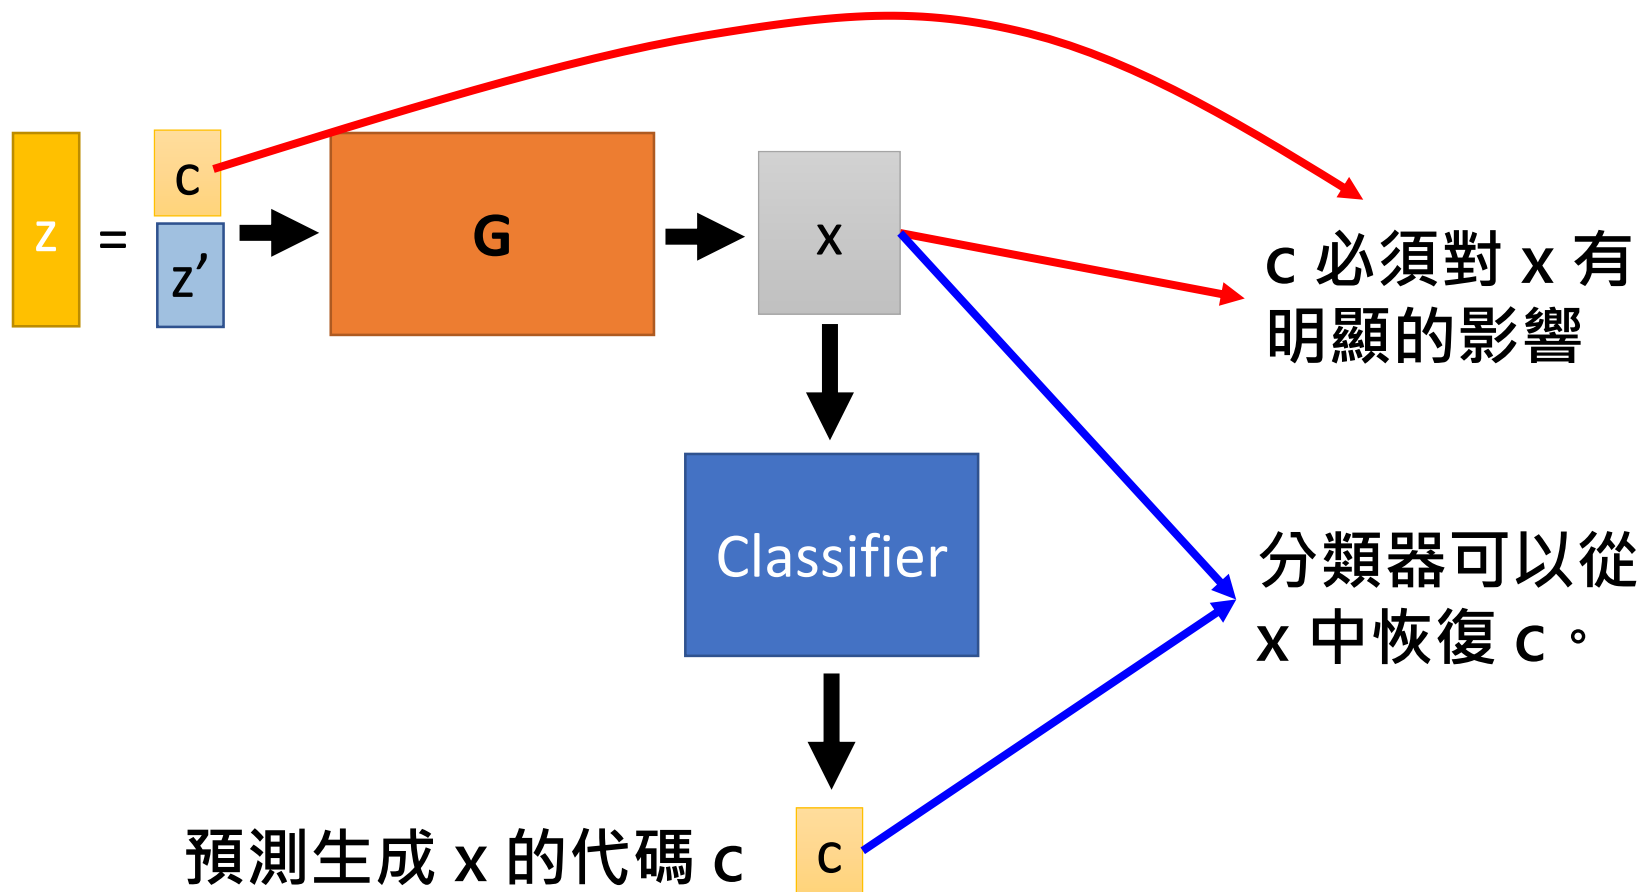 z
=
c
z’
G
x
c 必須對 x 有
明顯的影響
Classifier
分類器可以從
x 中恢復 c。
預測生成 x 的代碼 c
c